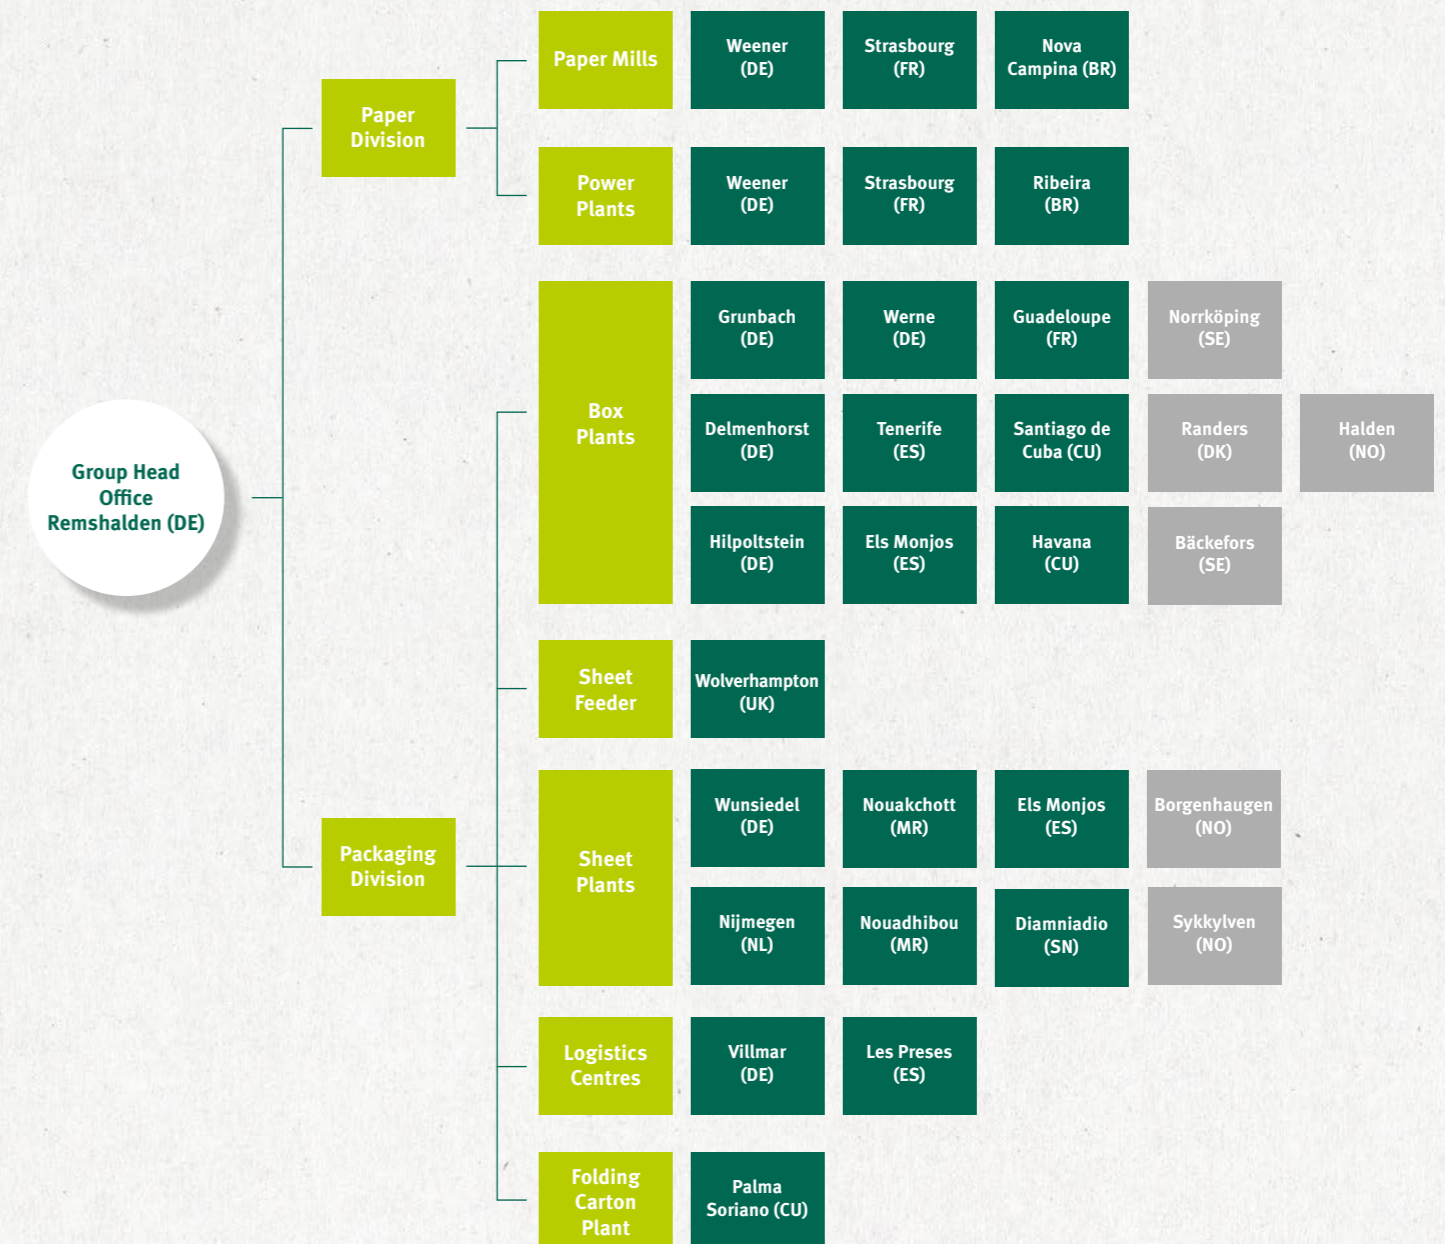 Group Head
Office
Remshalden (DE)
Paper
Division
Paper Mills
Weener
(DE)
Strasbourg
(FR)
Nova
Campina (BR)
Power
Plants
Weener
(DE)
Strasbourg
(FR)
Ribeira
(BR)
Packaging
Division
Box
Plants
Grunbach
(DE)
Werne
(DE)
Guadeloupe
(FR)
Norrköping
(SE)
Delmenhorst
(DE)
Tenerife
(ES)
Santiago de
Cuba (CU)
Randers
(DK)
Halden
(NO)
Hilpoltstein
(DE)
Els Monjos
(ES)
Havana
(CU)
Bäckefors
(SE)
Sheet
Feeder
Wolverhampton
(UK)
Sheet
Plants
Wunsiedel
(DE)
Nouakchott
(MR)
Els Monjos
(ES)
Borgenhaugen
(NO)
Nijmegen
(NL)
Nouadhibou
(MR)
Diamniadio
(SN)
Sykkylven
(NO)
Logistics
Centres
Villmar
(DE)
Les Preses
(ES)
Folding
Carton
Plant
Palma
Soriano (CU)